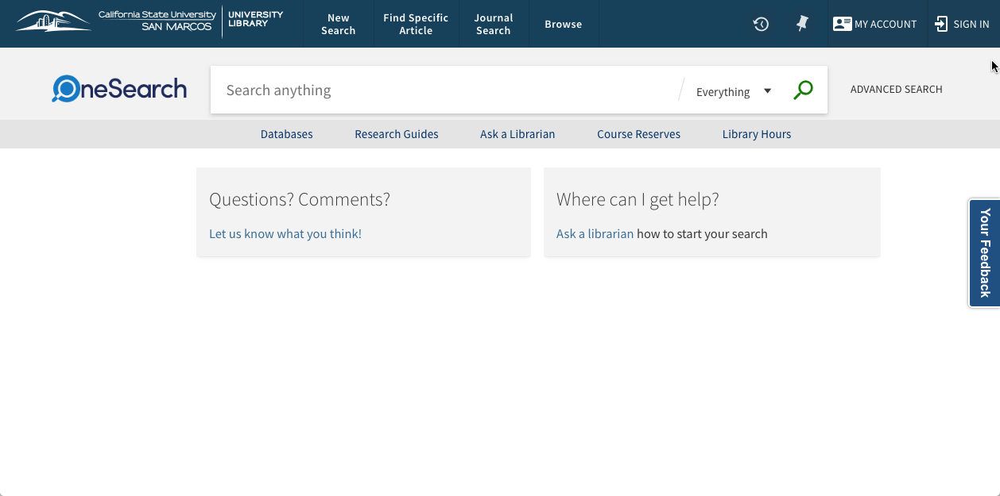 California State University
SAN MARCOS
UNIVERSITY
LIBRARY
New
Search
Find Specific
Article
Journal
Search
Browse
MY ACCOUNT
SIGN IN
OneSearch
Search anything
Everything
ADVANCED SEARCH
Databases
Research Guides
Ask a Librarian
Course Reserves
Library Hours
Questions? Comments?
Let us know what you think!
Where can I get help?
Ask a librarian how to start your search
Your Feedback